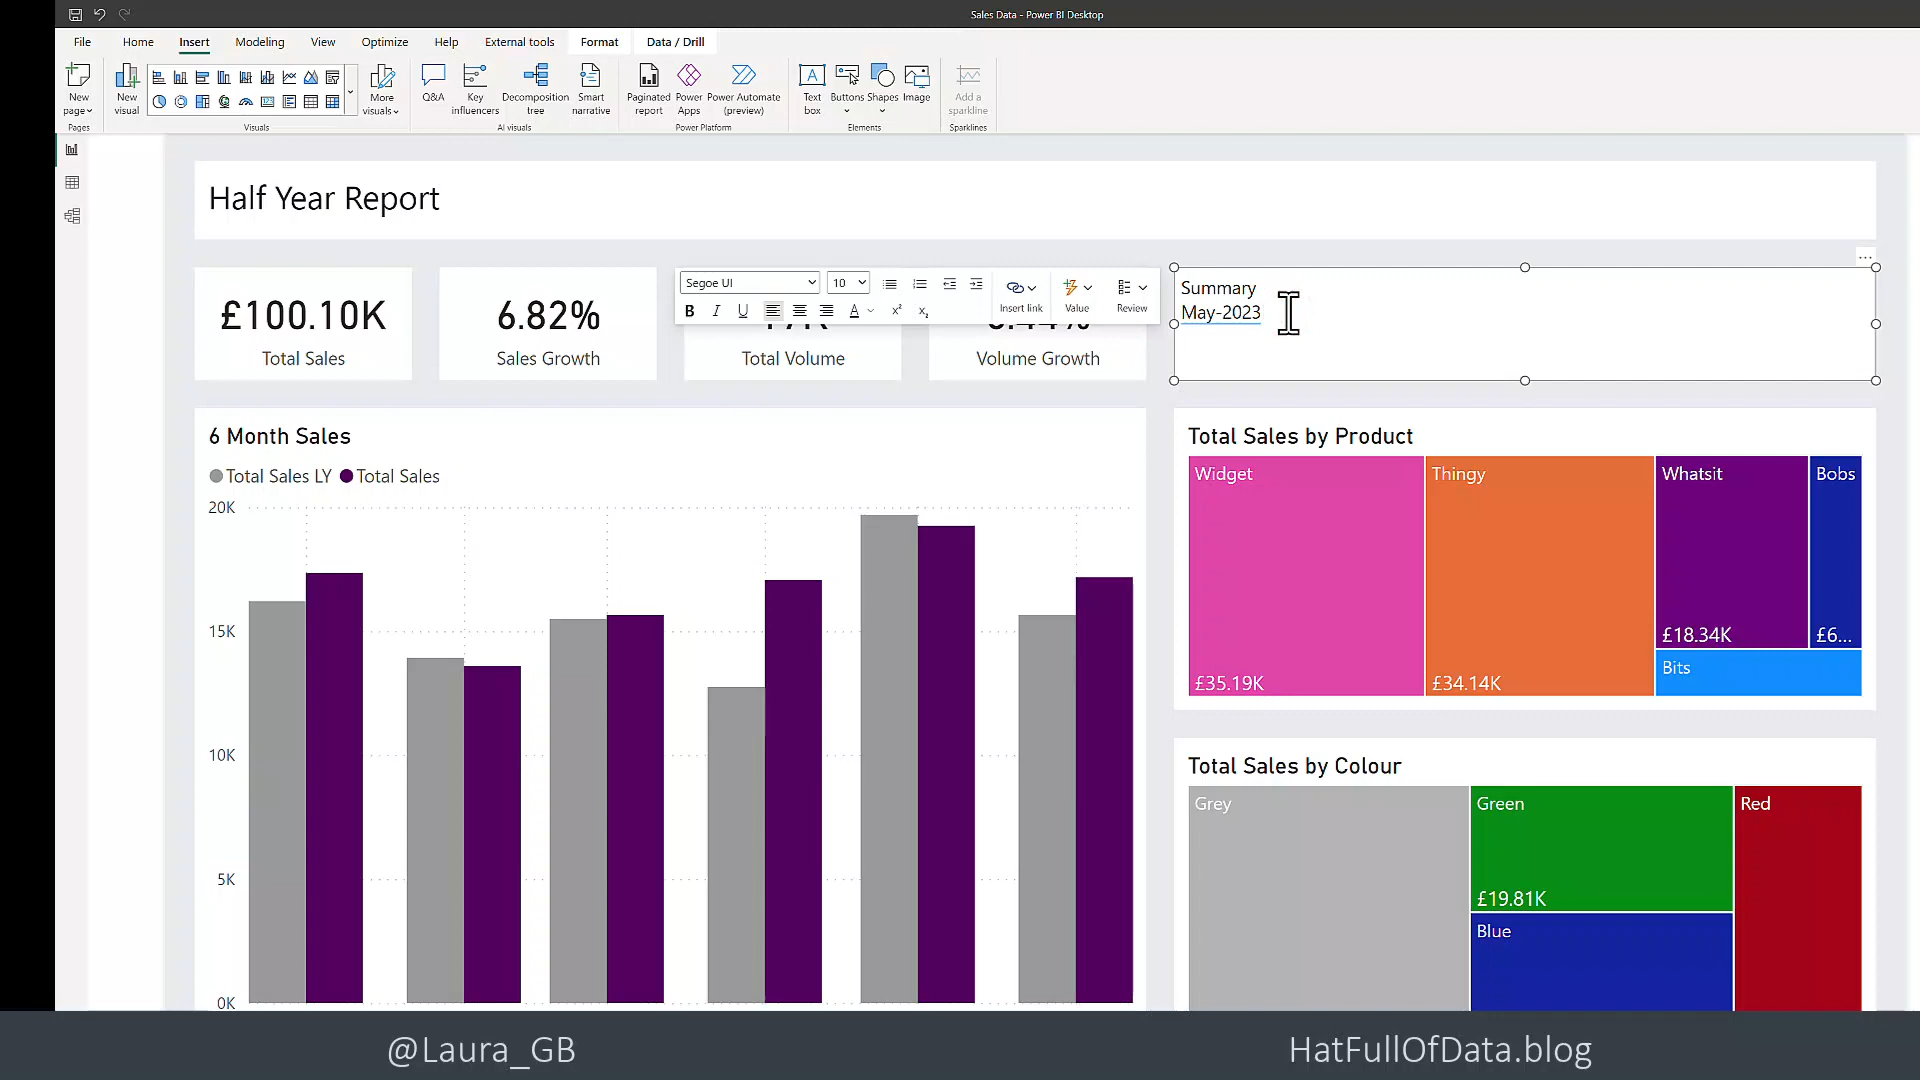 Sales Data - Power BI Desktop
File Home Insert Modeling View Optimize Help External tools Format Data / Drill
New page
New visual
More visuals
Q&A
Key influencers
Decomposition tree
Smart narrative
Paginated report
Power Apps
Power Automate (preview)
Text box
Buttons
Shapes
Image
Add a sparkline
Pages Visuals AI visuals Power Platform Elements Sparklines
Half Year Report
£100.10K
Total Sales
6.82%
Sales Growth
Total Volume
Volume Growth
Segoe UI 10
B I U A x² x₂
Insert link
Value
Review
Summary
May-2023
6 Month Sales
Total Sales LY Total Sales
20K
15K
10K
5K
0K
Total Sales by Product
Widget
£35.19K
Thingy
£34.14K
Whatsit
£18.34K
Bobs
£6...
Bits
Total Sales by Colour
Grey
Green
£19.81K
Blue
Red
@Laura_GB
HatFullOfData.blog